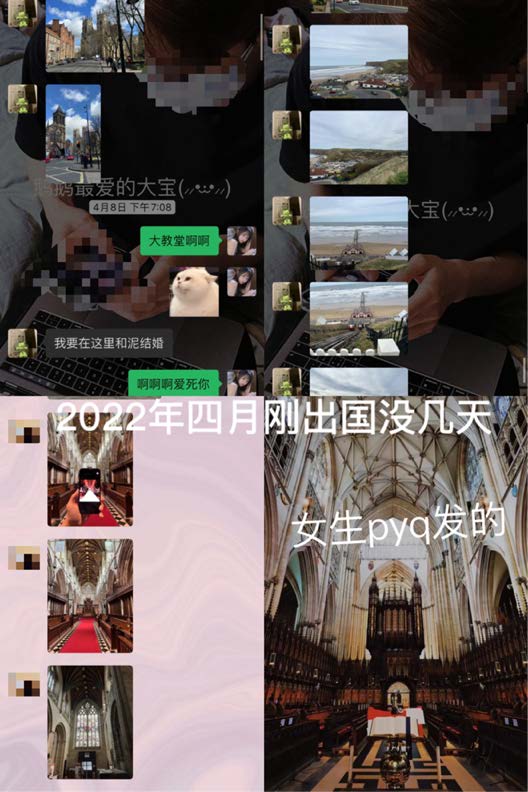 鹅鹅最爱的大宝(⸝⸝•ᴗ•⸝⸝)
4月8日 下午7:08
大教堂啊啊
我要在这里和泥结婚
啊啊啊爱死你
大宝(⸝⸝•ᴗ•⸝⸝)
2022年四月刚出国没几天
女生pyq发的